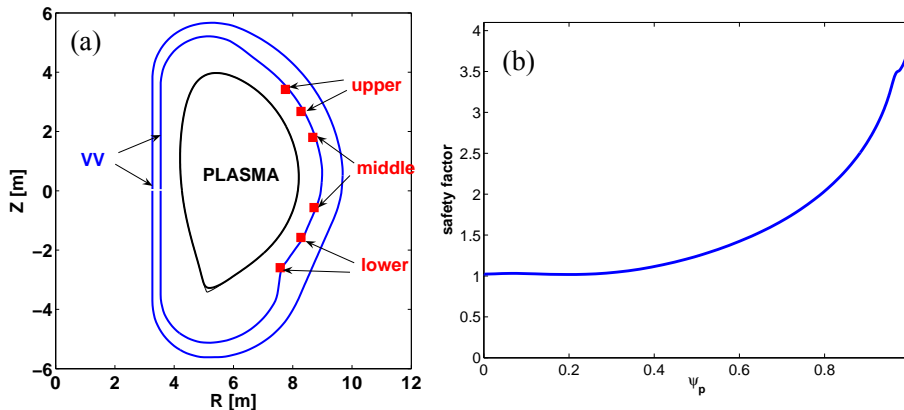 (a)
6
4
2
0
−2
−4
−6
Z [m]
0 2 4 6 8 10 12
R [m]
VV
PLASMA
upper
middle
lower
(b)
4
3.5
3
2.5
2
1.5
1
0.5
0
safety factor
0 0.2 0.4 0.6 0.8
ψp